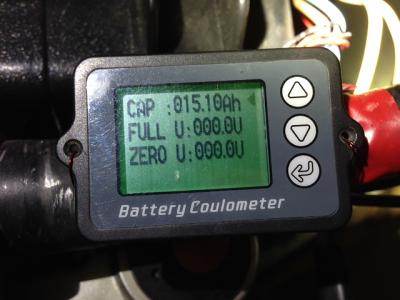 CAP :015.10Ah
FULL V:000.0V
ZERO V:000.0V
Battery Coulometer